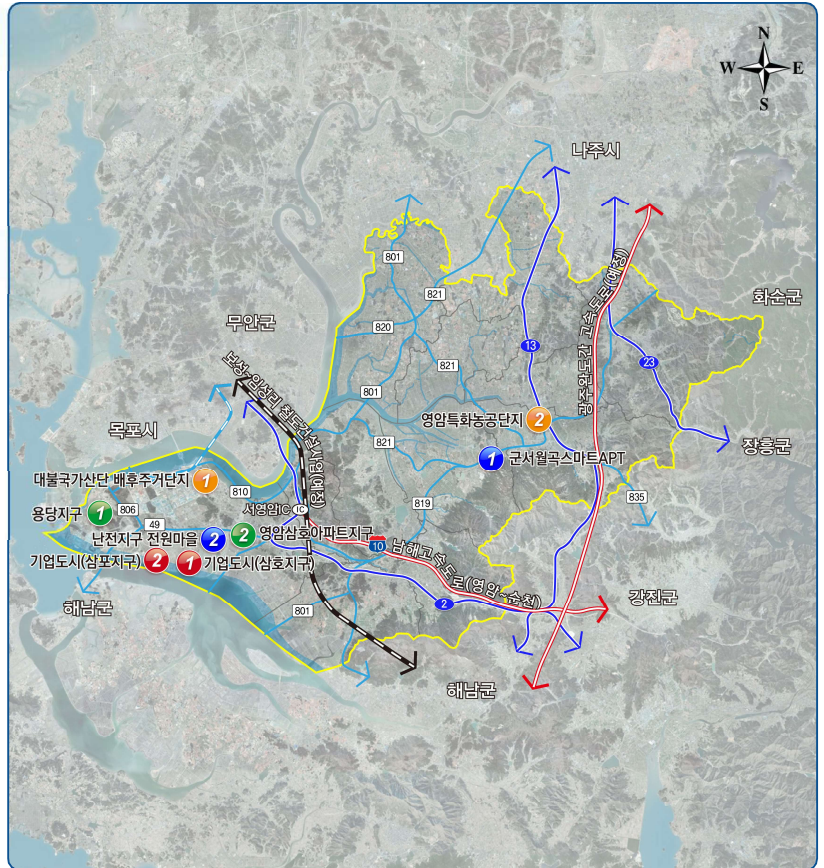 N
W E
S
나주시
화순군
무안군
목포시
장흥군
강진군
해남군
해남군
801
821
820
821
801
821
819
13
23
835
810
806
49
801
2
10
보성~임성리 철도건설사업(예정)
광주완도간 고속도로(예정)
남해고속도로(영암~순천)
서영암IC
IC
영암특화농공단지 2
1 군서월곡스마트APT
대불국가산단 배후주거단지 1
용당지구 1
난전지구 전원마을 2
2 영암삼호아파트지구
기업도시(삼포지구) 2
1 기업도시(삼호지구)